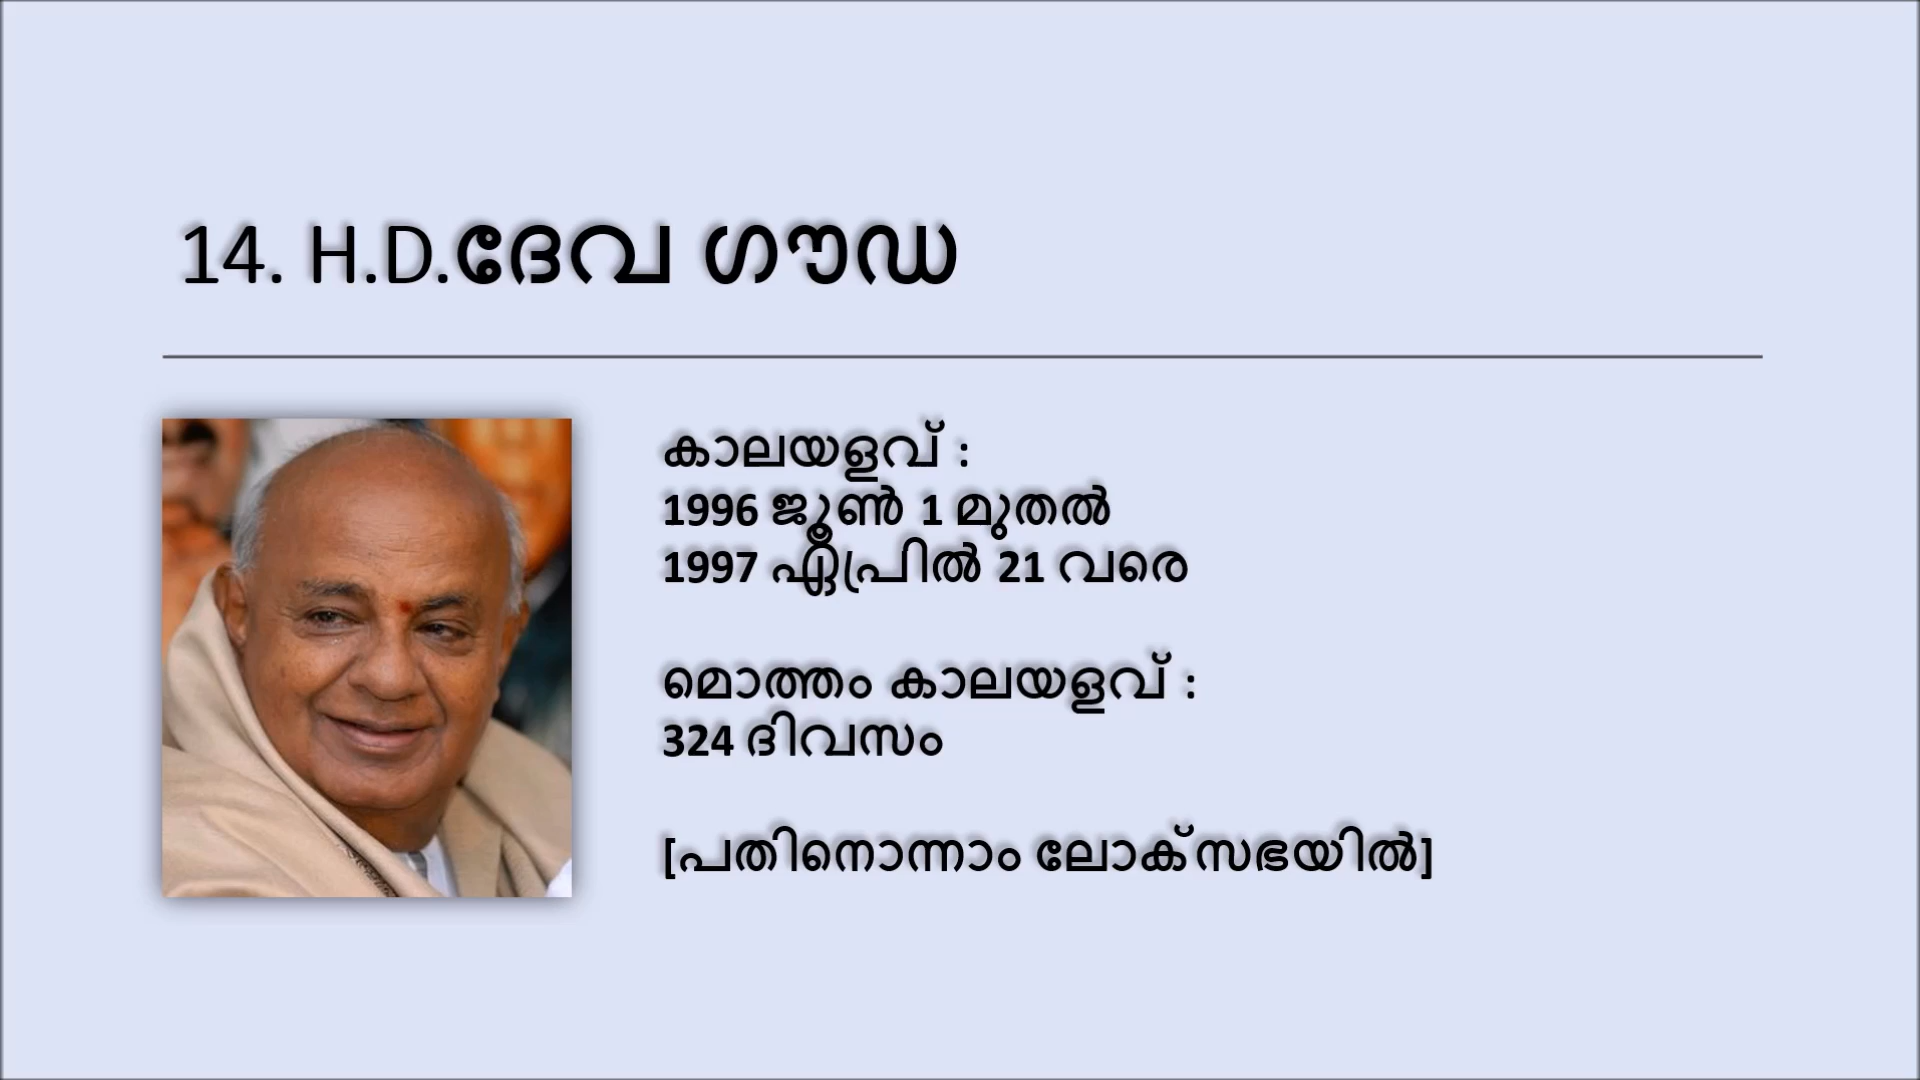 14. H.D.ദേവ ഗൗഡ
കാലയളവ് :
1996 ജൂൺ 1 മുതൽ
1997 ഏപ്രിൽ 21 വരെ
മൊത്തം കാലയളവ് :
324 ദിവസം
[പതിനൊന്നാം ലോക്സഭയിൽ]